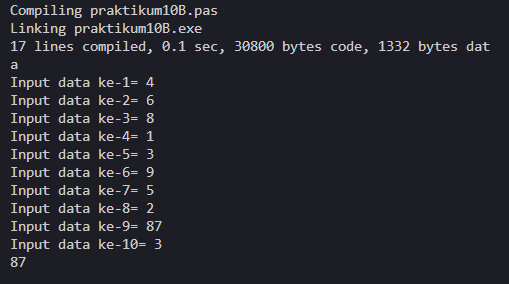 Compiling praktikum10B.pas
Linking praktikum10B.exe
17 lines compiled, 0.1 sec, 30800 bytes code, 1332 bytes dat
a
Input data ke-1= 4
Input data ke-2= 6
Input data ke-3= 8
Input data ke-4= 1
Input data ke-5= 3
Input data ke-6= 9
Input data ke-7= 5
Input data ke-8= 2
Input data ke-9= 87
Input data ke-10= 3
87